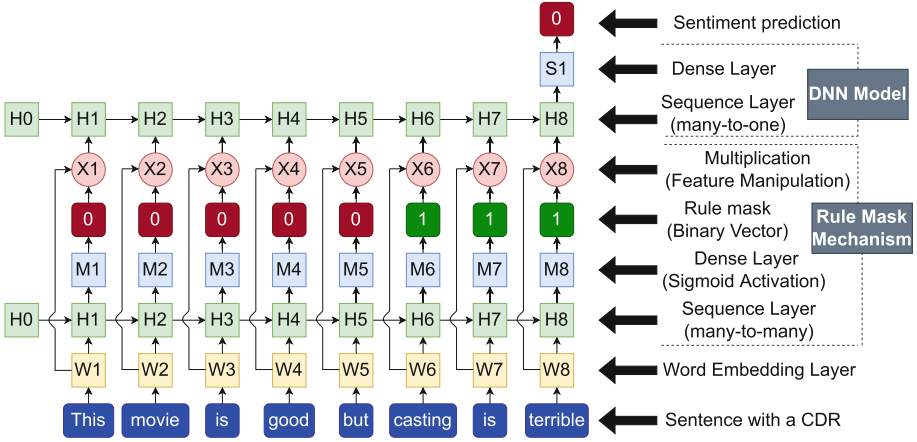 0
Sentiment prediction
S1
Dense Layer
DNN Model
H0 H1 H2 H3 H4 H5 H6 H7 H8
Sequence Layer
(many-to-one)
X1 X2 X3 X4 X5 X6 X7 X8
Multiplication
(Feature Manipulation)
0 0 0 0 0 1 1 1
Rule mask
(Binary Vector)
Rule Mask
Mechanism
M1 M2 M3 M4 M5 M6 M7 M8
Dense Layer
(Sigmoid Activation)
H0 H1 H2 H3 H4 H5 H6 H7 H8
Sequence Layer
(many-to-many)
W1 W2 W3 W4 W5 W6 W7 W8
Word Embedding Layer
This movie is good but casting is terrible
Sentence with a CDR